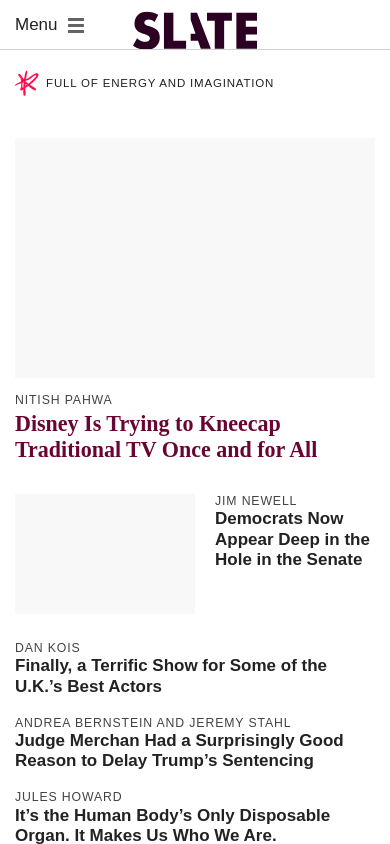 Menu
SLATE
FULL OF ENERGY AND IMAGINATION
NITISH PAHWA
Disney Is Trying to Kneecap
Traditional TV Once and for All
JIM NEWELL
Democrats Now
Appear Deep in the
Hole in the Senate
DAN KOIS
Finally, a Terrific Show for Some of the
U.K.’s Best Actors
ANDREA BERNSTEIN AND JEREMY STAHL
Judge Merchan Had a Surprisingly Good
Reason to Delay Trump’s Sentencing
JULES HOWARD
It’s the Human Body’s Only Disposable
Organ. It Makes Us Who We Are.